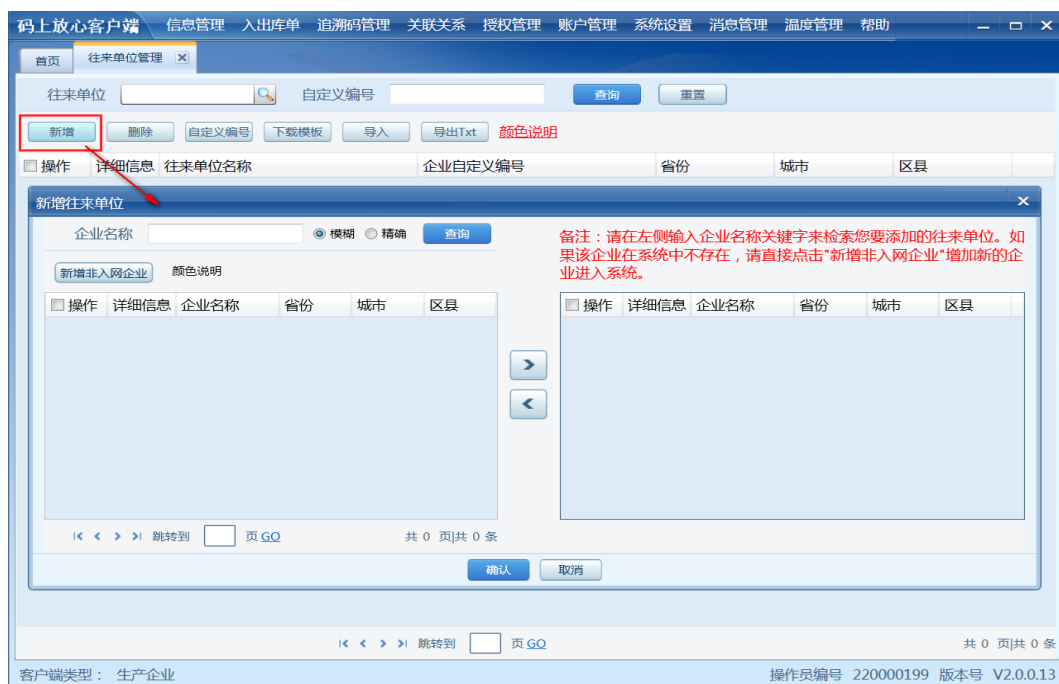 码上放心客户端 信息管理 入出库单 追溯码管理 关联关系 授权管理 账户管理 系统设置 消息管理 温度管理 帮助
首页 往来单位管理
往来单位 自定义编号 查询 重置
新增 删除 自定义编号 下载模板 导入 导出Txt 颜色说明
操作 详细信息 往来单位名称 企业自定义编号 省份 城市 区县
新增往来单位
企业名称 模糊 精确 查询
新增非入网企业 颜色说明
备注：请在左侧输入企业名称关键字来检索您要添加的往来单位。如
果该企业在系统中不存在，请直接点击"新增非入网企业"增加新的企
业进入系统。
操作 详细信息 企业名称 省份 城市 区县
操作 详细信息 企业名称 省份 城市 区县
跳转到 页 GO 共 0 页|共 0 条
确认 取消
跳转到 页 GO 共 0 页|共 0 条
客户端类型： 生产企业 操作员编号 220000199 版本号 V2.0.0.13